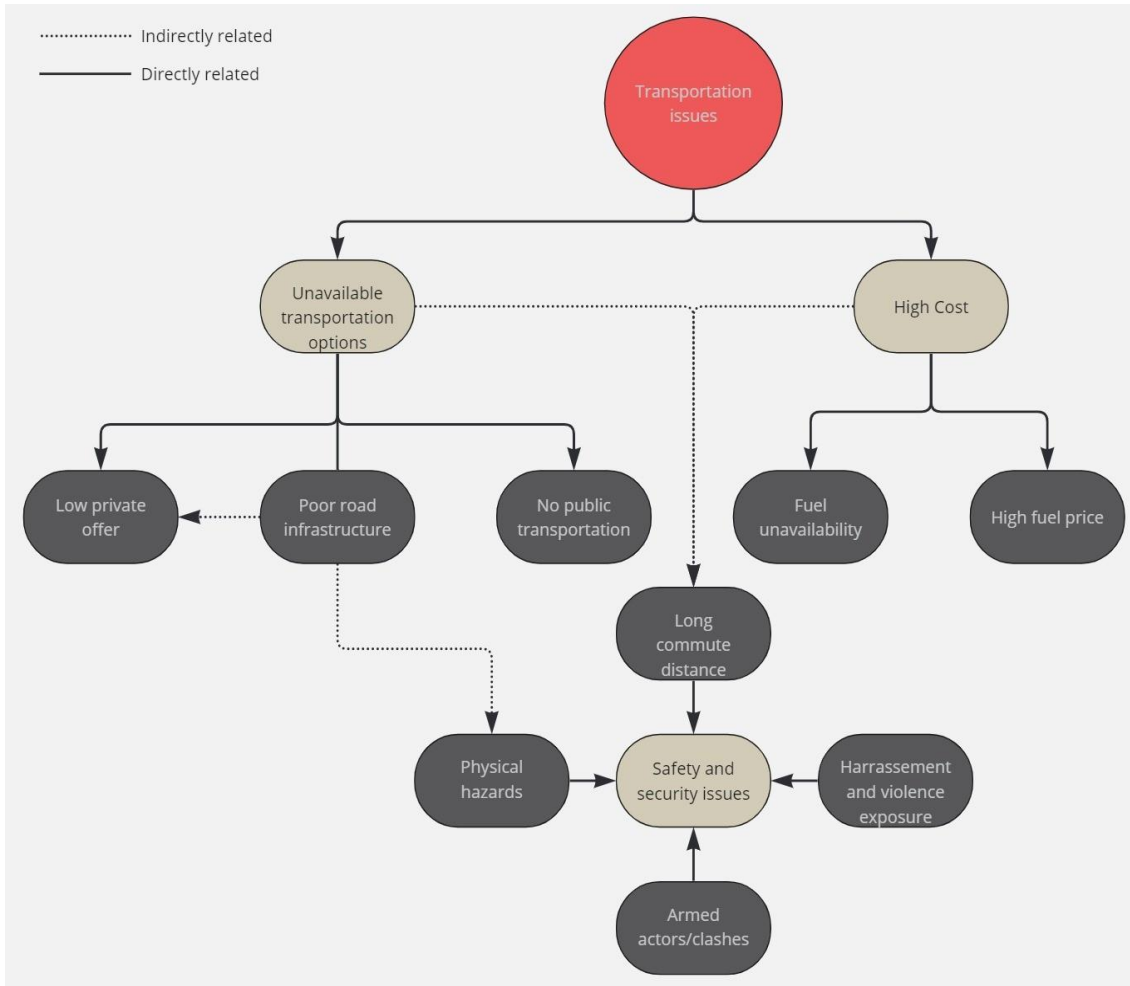 Indirectly related
Directly related
Transportation
issues
Unavailable
transportation
options
High Cost
Low private
offer
Poor road
infrastructure
No public
transportation
Fuel
unavailability
High fuel price
Long
commute
distance
Physical
hazards
Safety and
security issues
Harrassement
and violence
exposure
Armed
actors/clashes